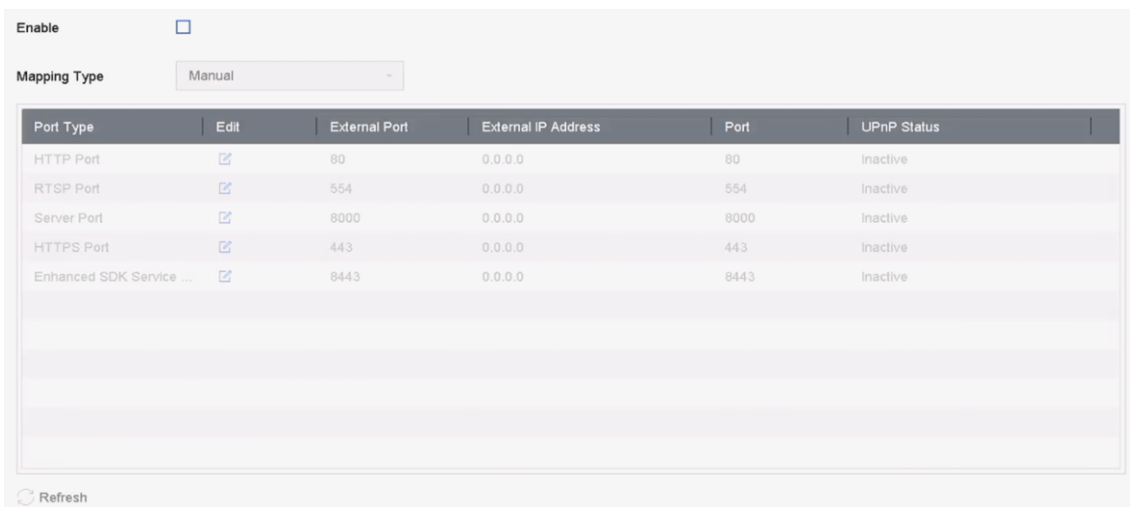 Enable
Mapping Type Manual
Port Type Edit External Port External IP Address Port UPnP Status
HTTP Port 80 0.0.0.0 80 Inactive
RTSP Port 554 0.0.0.0 554 Inactive
Server Port 8000 0.0.0.0 8000 Inactive
HTTPS Port 443 0.0.0.0 443 Inactive
Enhanced SDK Service ... 8443 0.0.0.0 8443 Inactive
Refresh